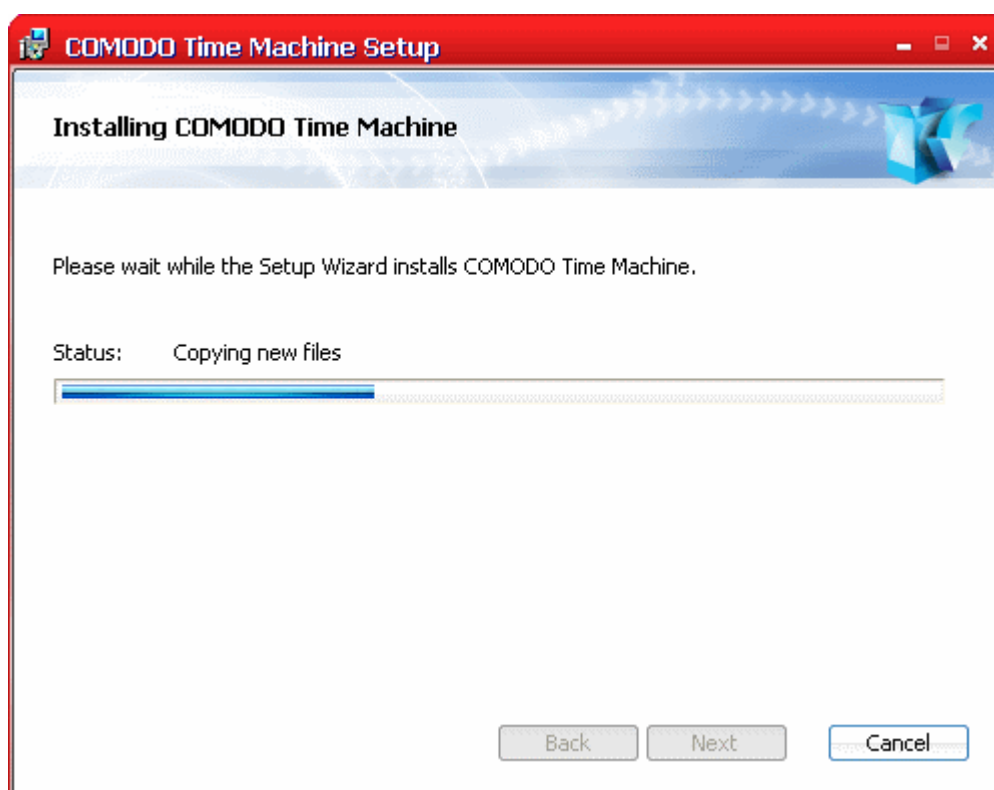 COMODO Time Machine Setup
Installing COMODO Time Machine
Please wait while the Setup Wizard installs COMODO Time Machine.
Status: Copying new files
Back Next Cancel